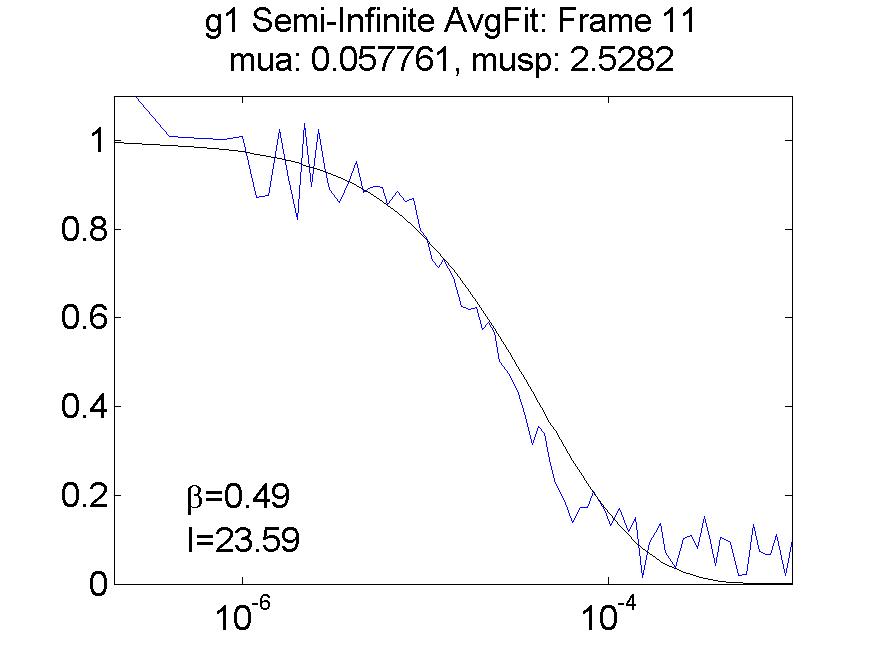 g1 Semi-Infinite AvgFit: Frame 11
mua: 0.057761, musp: 2.5282
1
0.8
0.6
0.4
0.2
0
β=0.49
I=23.59
10^-6
10^-4